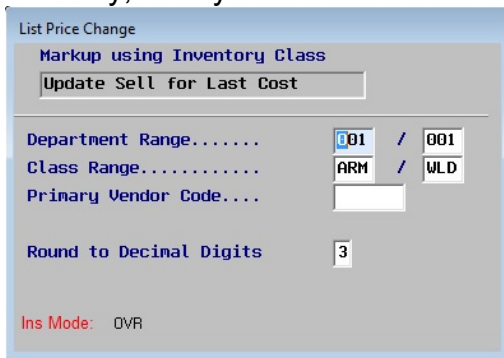 List Price Change
Markup using Inventory Class
Update Sell for Last Cost
Department Range....... 001 / 001
Class Range............ ARM / WLD
Primary Vendor Code....
Round to Decimal Digits 3
Ins Mode: OVR